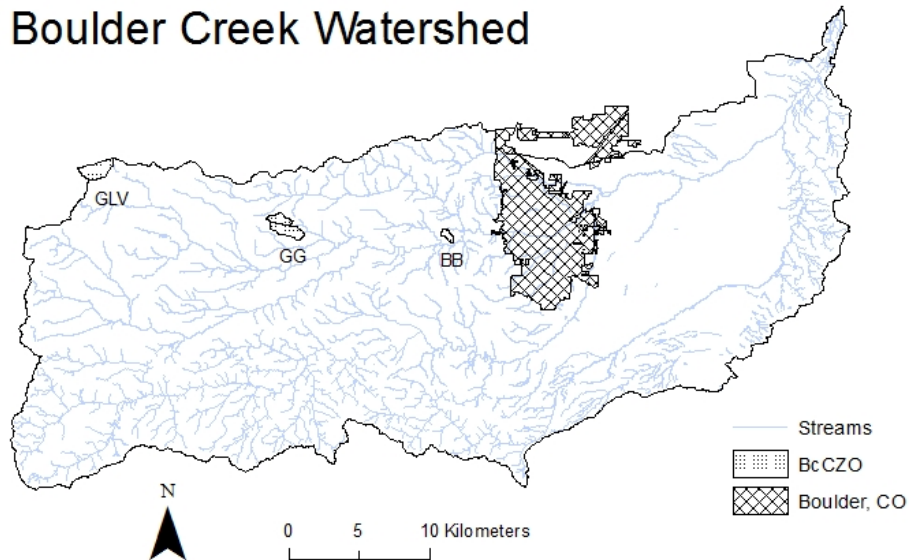 Boulder Creek Watershed
GLV
GG
BB
Streams
BcCZO
Boulder, CO
N
0 5 10 Kilometers